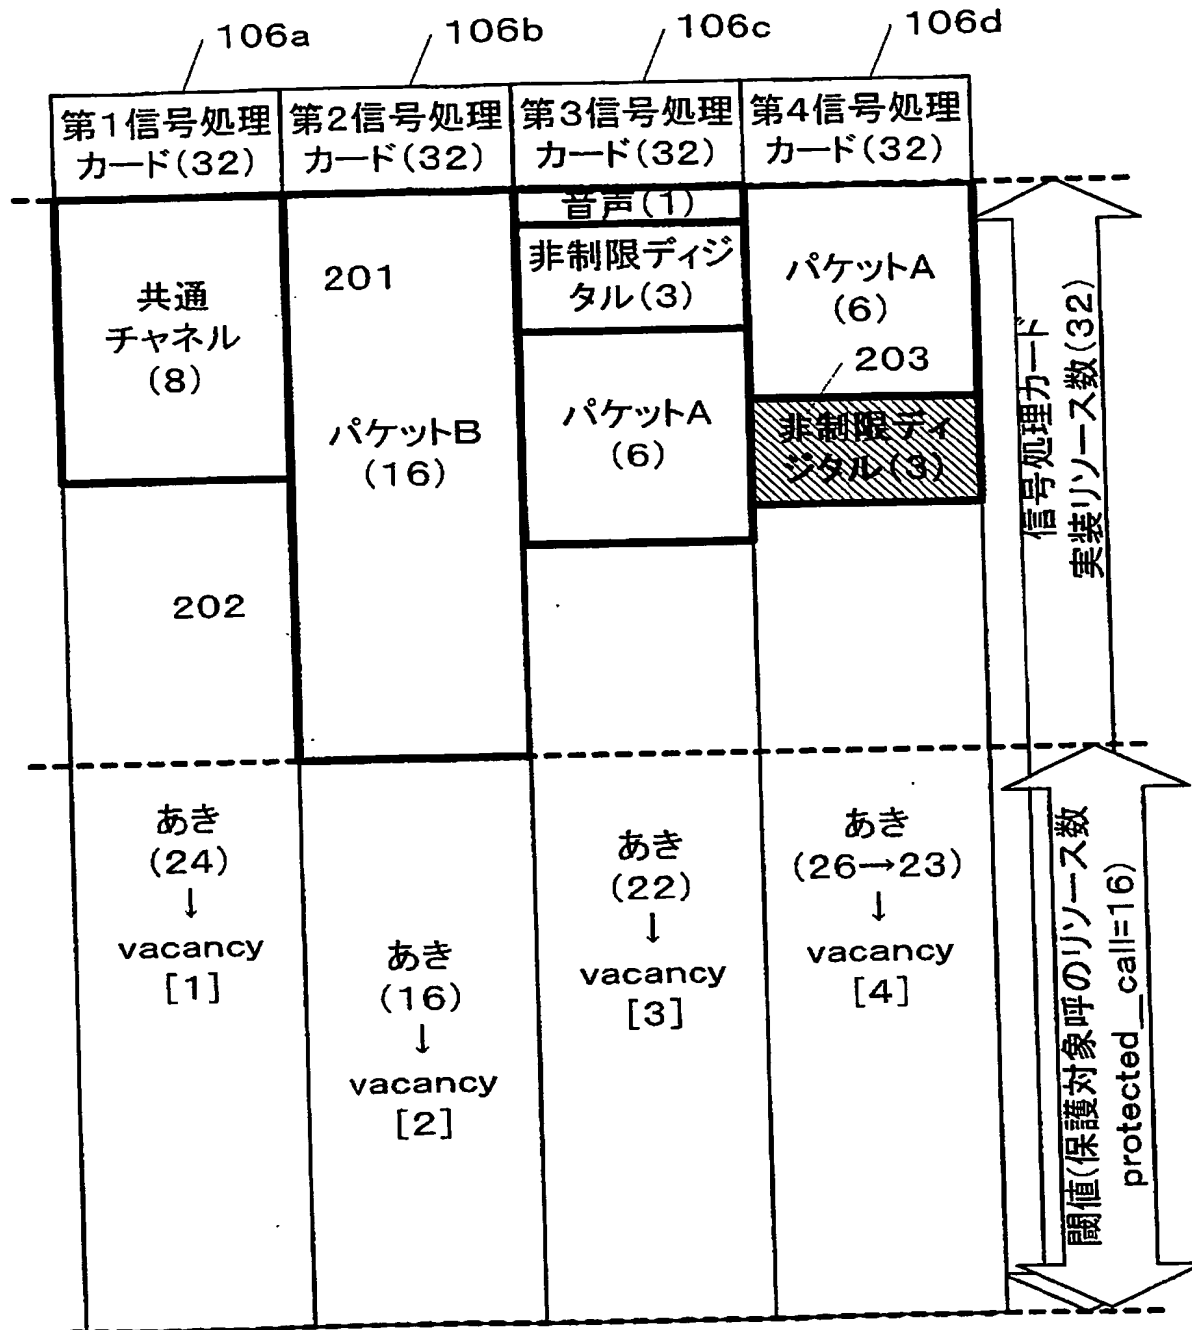 106a
106b
106c
106d
第1信号処理
カード(32)
第2信号処理
カード(32)
第3信号処理
カード(32)
第4信号処理
カード(32)
共通
チャネル
(8)
202
あき
(24)
↓
vacancy
[1]
201
パケットB
(16)
あき
(16)
↓
vacancy
[2]
音声(1)
非制限ディジ
タル(3)
パケットA
(6)
あき
(22)
↓
vacancy
[3]
パケットA
(6)
203
非制限ディ
ジタル(3)
あき
(26→23)
↓
vacancy
[4]
信号処理カード
実装リソース数(32)
閾値(保護対象呼のリソース数
protected_call=16)